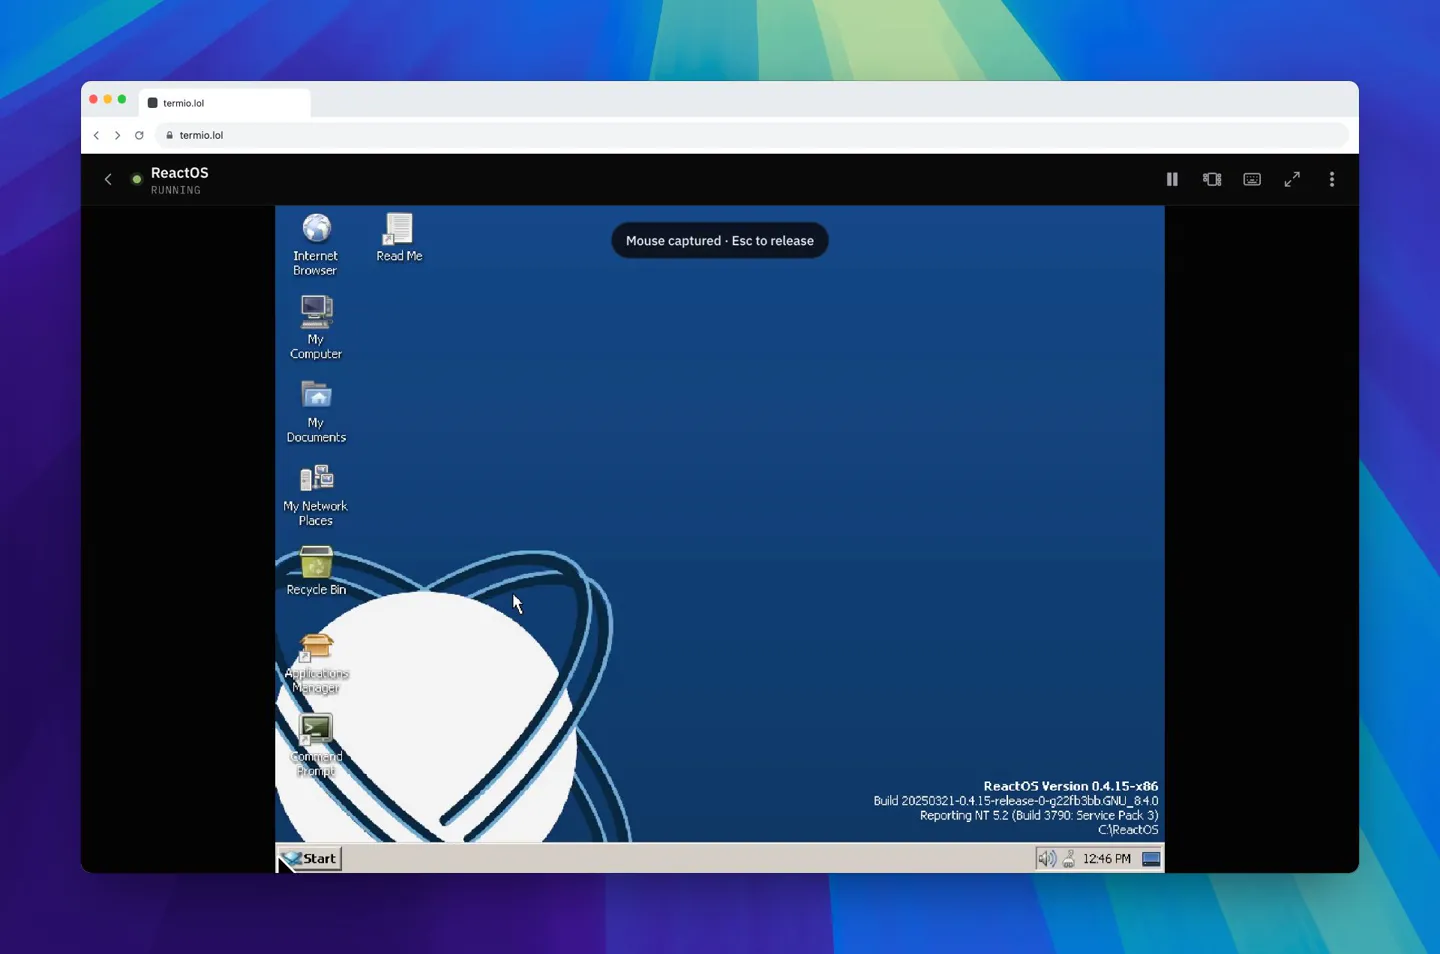 termio.lol
termio.lol
ReactOS
RUNNING
Mouse captured · Esc to release
Internet
Browser
Read Me
My
Computer
My
Documents
My Network
Places
Recycle Bin
Applications
Manager
Command
Prompt
ReactOS Version 0.4.15-x86
Build 20250321-0.4.15-release-0-g22fb3bb.GNU_8.4.0
Reporting NT 5.2 (Build 3790: Service Pack 3)
C:\ReactOS
Start
12:46 PM